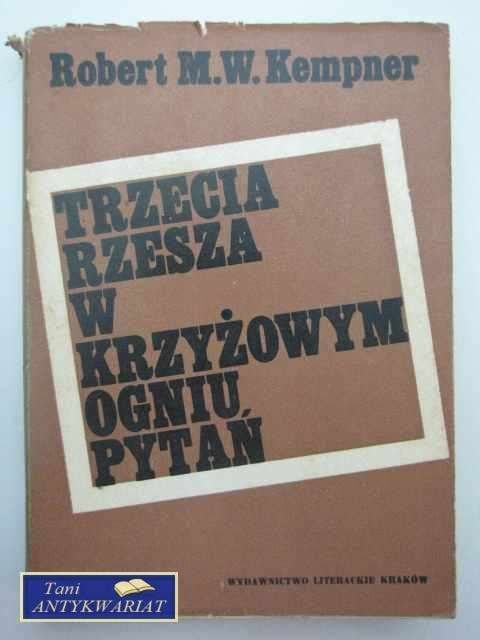 Robert M.W. Kempner
TRZECIA
RZESZA
W
KRZYŻOWYM
OGNIU
PYTAŃ
WYDAWNICTWO LITERACKIE KRAKÓW
Tani
ANTYKWARIAT